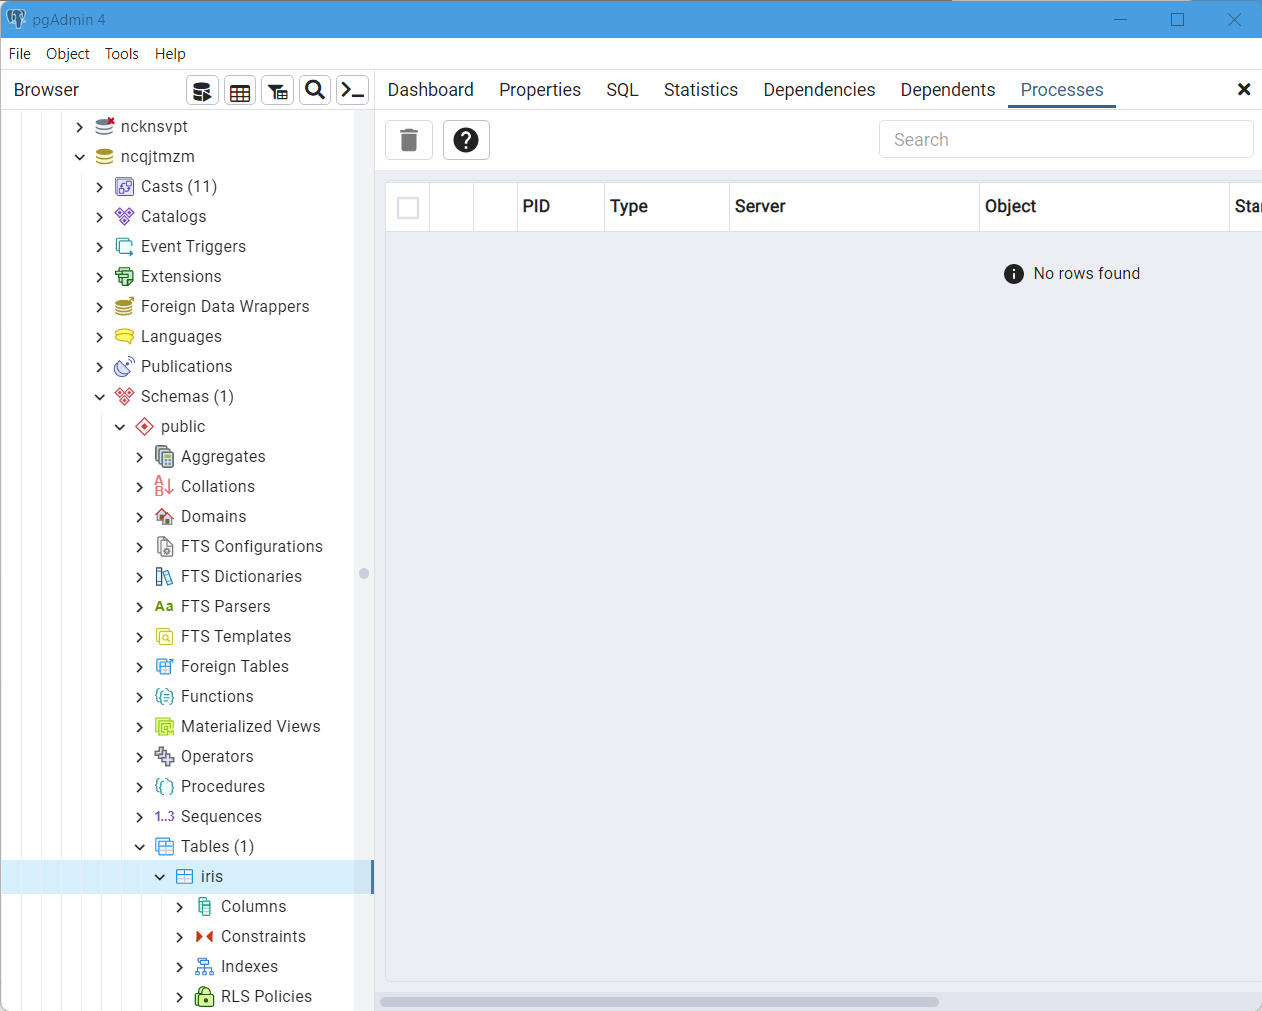 pgAdmin 4
File Object Tools Help
Browser
Dashboard Properties SQL Statistics Dependencies Dependents Processes
Search
PID Type Server Object Sta
No rows found
ncknsvpt
ncqjtmzm
Casts (11)
Catalogs
Event Triggers
Extensions
Foreign Data Wrappers
Languages
Publications
Schemas (1)
public
Aggregates
Collations
Domains
FTS Configurations
FTS Dictionaries
Aa FTS Parsers
FTS Templates
Foreign Tables
Functions
Materialized Views
Operators
Procedures
1..3 Sequences
Tables (1)
iris
Columns
Constraints
Indexes
RLS Policies